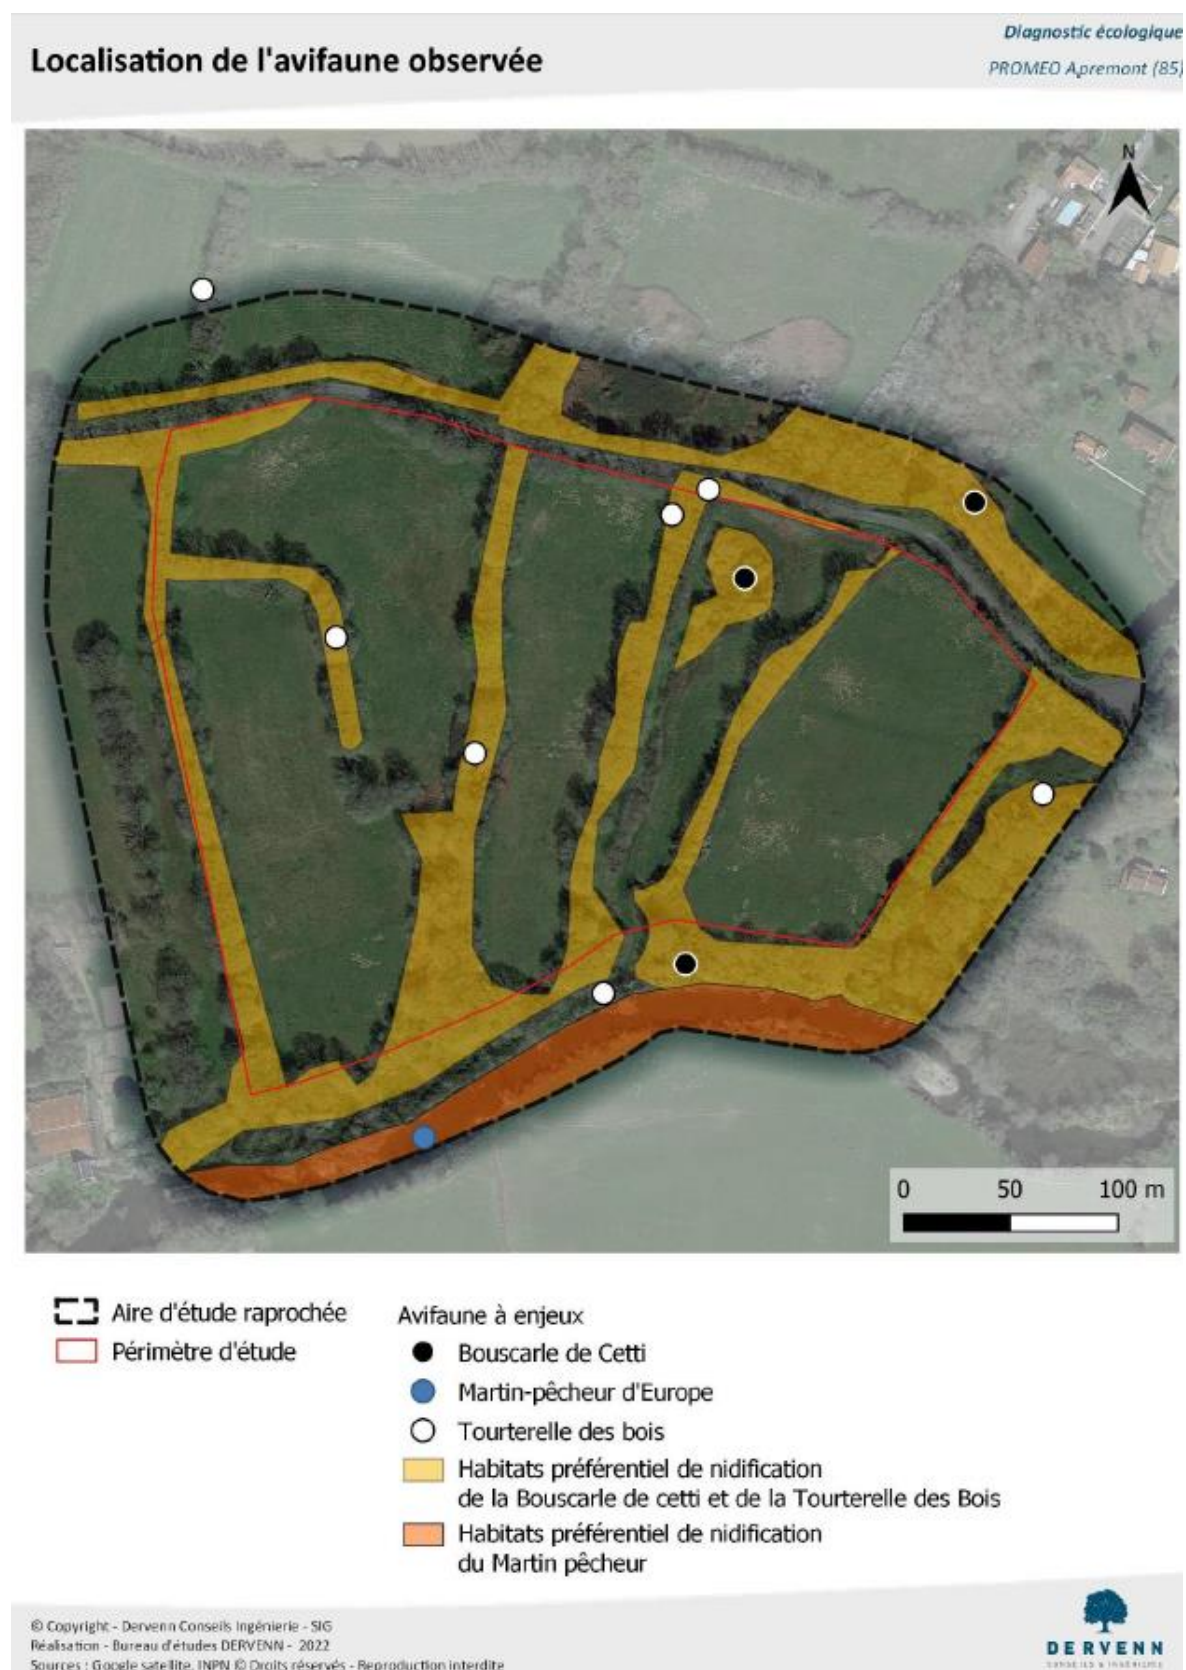 Diagnostic écologique
Localisation de l'avifaune observée
PROMEO Apremont (85)
N
0 50 100 m
Aire d'étude raprochée
Périmètre d'étude
Avifaune à enjeux
Bouscarle de Cetti
Martin-pêcheur d'Europe
Tourterelle des bois
Habitats préférentiel de nidification
de la Bouscarle de cetti et de la Tourterelle des Bois
Habitats préférentiel de nidification
du Martin pêcheur
© Copyright - Dervenn Conseils Ingénierie - SIG
Réalisation - Bureau d'études DERVENN - 2022
Sources : Google satellite, INPN © Droits réservés - Reproduction interdite
DERVENN
CONSEILS & INGÉNIERIE